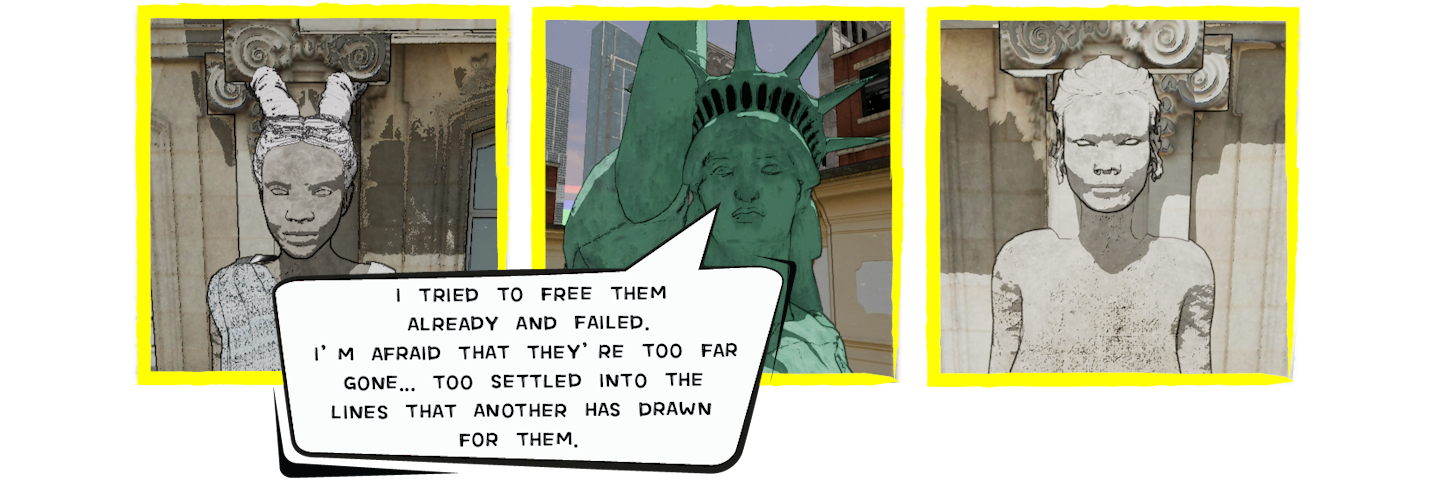 I TRIED TO FREE THEM
ALREADY AND FAILED.
I'M AFRAID THAT THEY'RE TOO FAR
GONE... TOO SETTLED INTO THE
LINES THAT ANOTHER HAS DRAWN
FOR THEM.